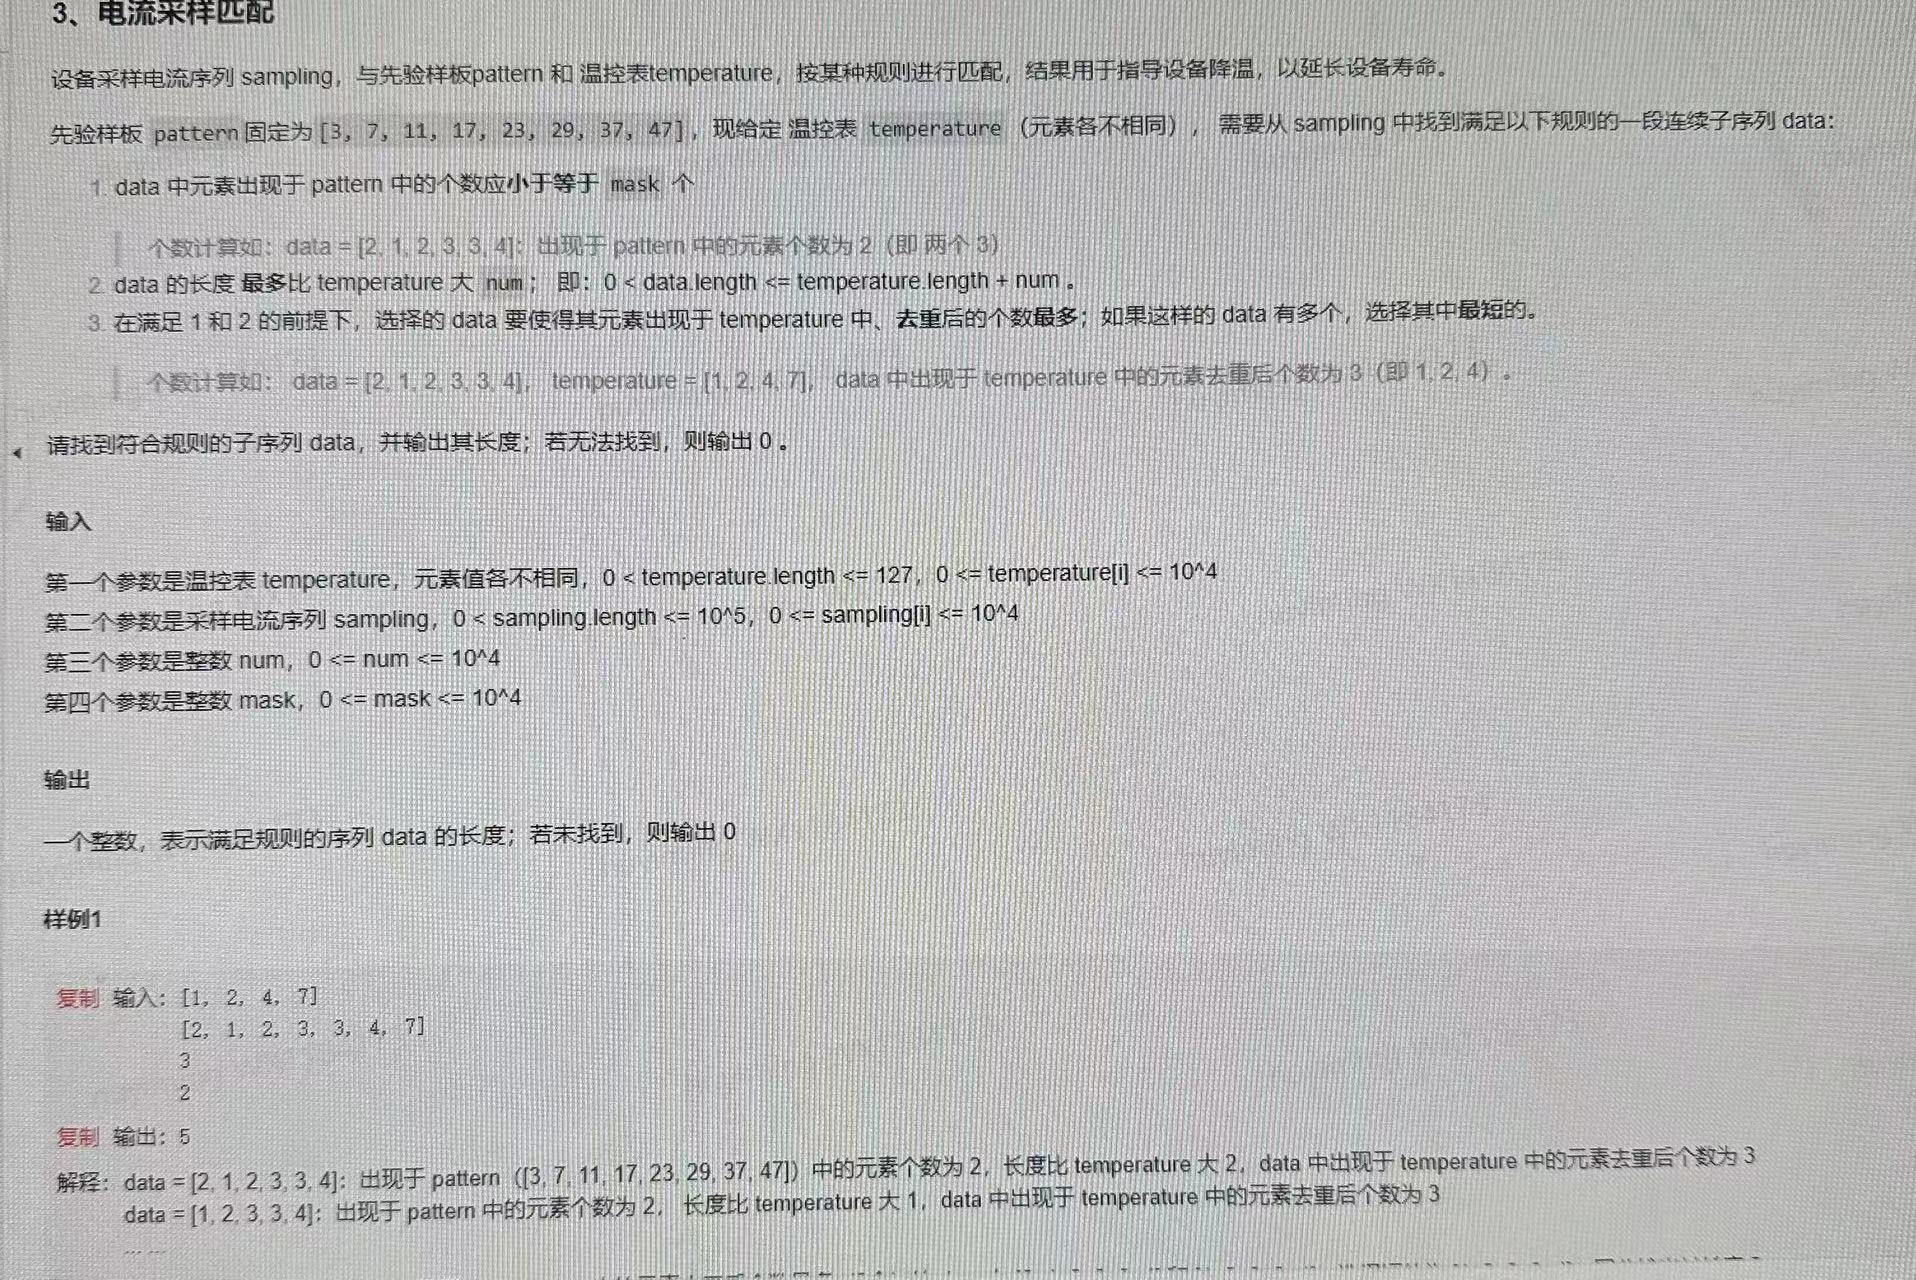 3、电流采样匹配
设备采样电流序列 sampling，与先验样板pattern 和 温控表temperature，按某种规则进行匹配，结果用于指导设备降温，以延长设备寿命。
先验样板 pattern 固定为 [3, 7, 11, 17, 23, 29, 37, 47] ，现给定 温控表 temperature （元素各不相同） ， 需要从 sampling 中找到满足以下规则的一段连续子序列 data：
1. data 中元素出现于 pattern 中的个数应小于等于 mask 个
个数计算如：data = [2, 1, 2, 3, 3, 4]：出现于 pattern 中的元素个数为 2（即 两个 3）
2. data 的长度 最多比 temperature 大 num ； 即：0 < data.length <= temperature.length + num 。
3. 在满足 1 和 2 的前提下，选择的 data 要使得其元素出现于 temperature 中、去重后的个数最多；如果这样的 data 有多个，选择其中最短的。
个数计算如： data = [2, 1, 2, 3, 3, 4]， temperature = [1, 2, 4, 7]， data 中出现于 temperature 中的元素去重后个数为 3（即 1, 2, 4）。
请找到符合规则的子序列 data，并输出其长度；若无法找到，则输出 0 。
输入
第一个参数是温控表 temperature，元素值各不相同，0 < temperature.length <= 127，0 <= temperature[i] <= 10^4
第二个参数是采样电流序列 sampling，0 < sampling.length <= 10^5，0 <= sampling[i] <= 10^4
第三个参数是整数 num，0 <= num <= 10^4
第四个参数是整数 mask，0 <= mask <= 10^4
输出
一个整数，表示满足规则的序列 data 的长度；若未找到，则输出 0
样例1
复制 输入：[1, 2, 4, 7]
[2, 1, 2, 3, 3, 4, 7]
3
2
复制 输出：5
解释：data = [2, 1, 2, 3, 3, 4]：出现于 pattern（[3, 7, 11, 17, 23, 29, 37, 47]）中的元素个数为 2，长度比 temperature 大 2，data 中出现于 temperature 中的元素去重后个数为 3
data = [1, 2, 3, 3, 4]：出现于 pattern 中的元素个数为 2， 长度比 temperature 大 1，data 中出现于 temperature 中的元素去重后个数为 3
... ...